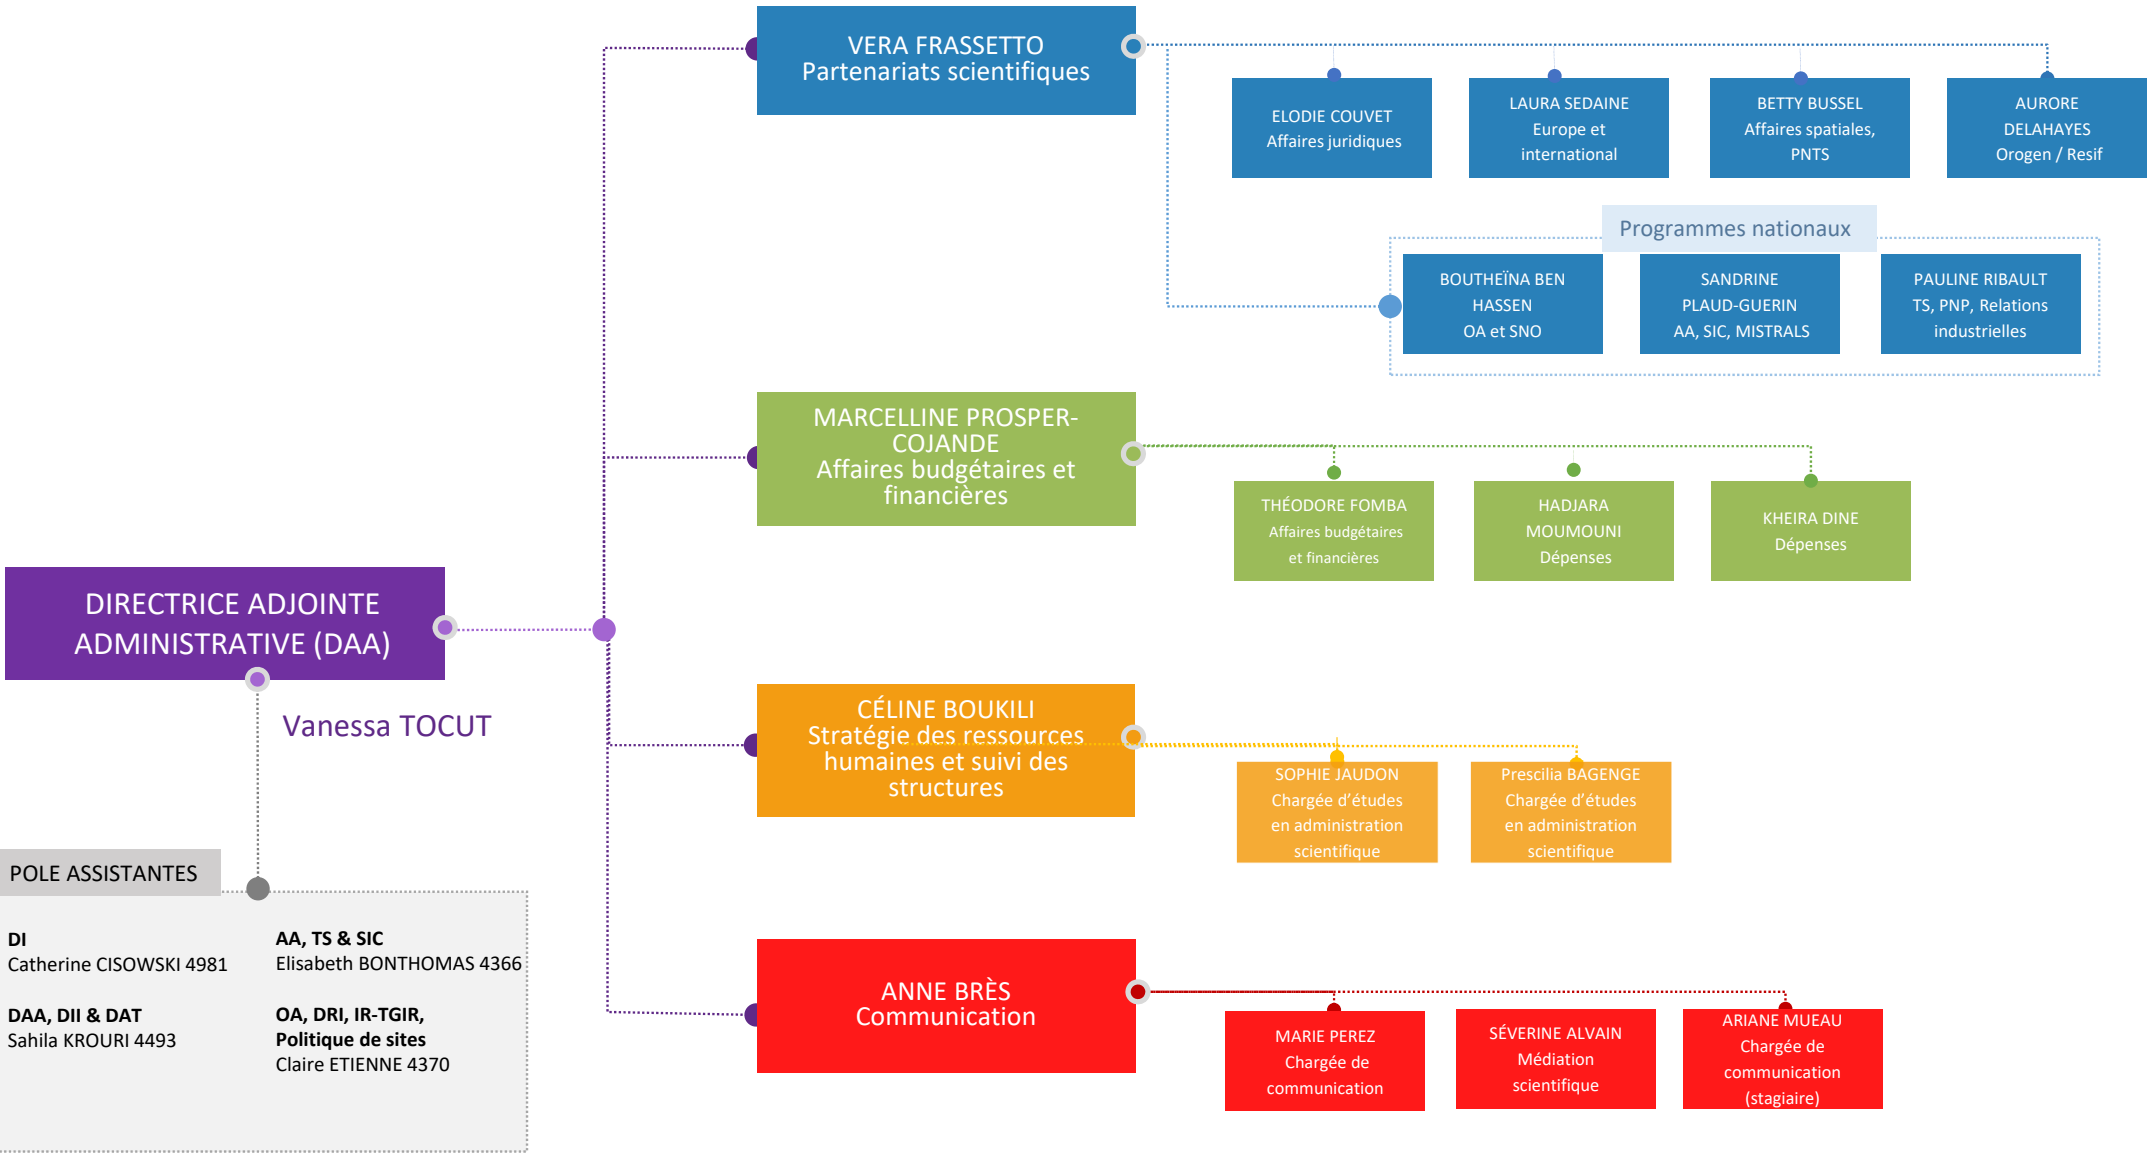 VERA FRASSETTO
Partenariats scientifiques
ELODIE COUVET
Affaires juridiques
LAURA SEDAINE
Europe et
international
BETTY BUSSEL
Affaires spatiales,
PNTS
AURORE
DELAHAYES
Orogen / Resif
Programmes nationaux
BOUTHEÏNA BEN
HASSEN
OA et SNO
SANDRINE
PLAUD-GUERIN
AA, SIC, MISTRALS
PAULINE RIBAULT
TS, PNP, Relations
industrielles
MARCELLINE PROSPER-
COJANDE
Affaires budgétaires et
financières
THÉODORE FOMBA
Affaires budgétaires
et financières
HADJARA
MOUMOUNI
Dépenses
KHEIRA DINE
Dépenses
DIRECTRICE ADJOINTE
ADMINISTRATIVE (DAA)
Vanessa TOCUT
CÉLINE BOUKILI
Stratégie des ressources
humaines et suivi des
structures
SOPHIE JAUDON
Chargée d’études
en administration
scientifique
Prescilia BAGENGE
Chargée d’études
en administration
scientifique
POLE ASSISTANTES
DI
Catherine CISOWSKI 4981
DAA, DII & DAT
Sahila KROURI 4493
AA, TS & SIC
Elisabeth BONTHOMAS 4366
OA, DRI, IR-TGIR,
Politique de sites
Claire ETIENNE 4370
ANNE BRÈS
Communication
MARIE PEREZ
Chargée de
communication
SÉVERINE ALVAIN
Médiation
scientifique
ARIANE MUEAU
Chargée de
communication
(stagiaire)